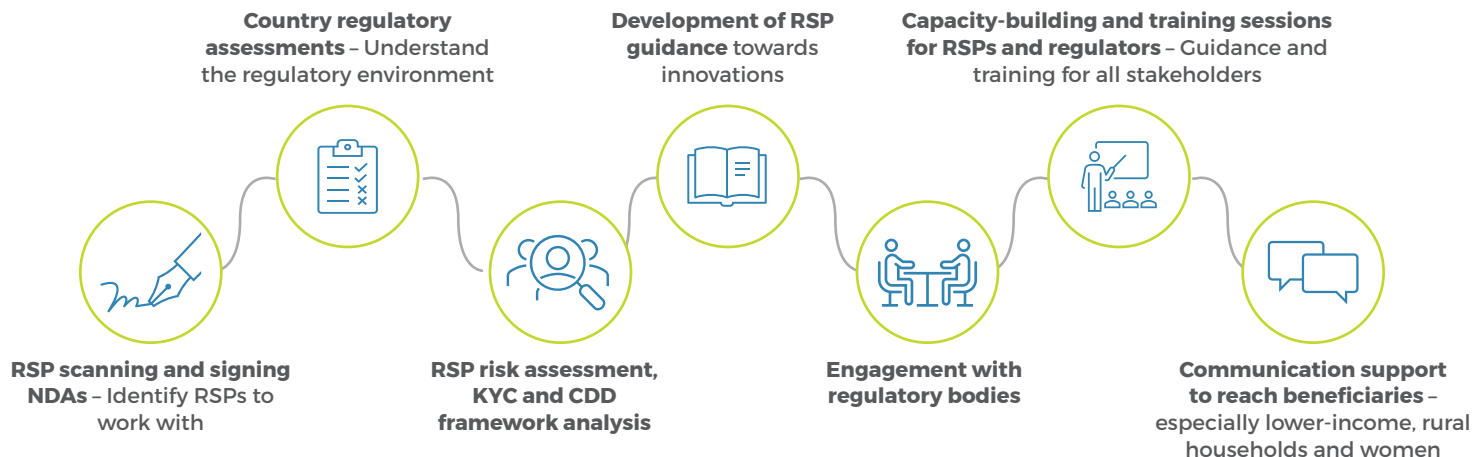 Country regulatory
assessments – Understand
the regulatory environment
Development of RSP
guidance towards
innovations
Capacity-building and training sessions
for RSPs and regulators – Guidance and
training for all stakeholders
RSP scanning and signing
NDAs – Identify RSPs to
work with
RSP risk assessment,
KYC and CDD
framework analysis
Engagement with
regulatory bodies
Communication support
to reach beneficiaries –
especially lower-income, rural
households and women